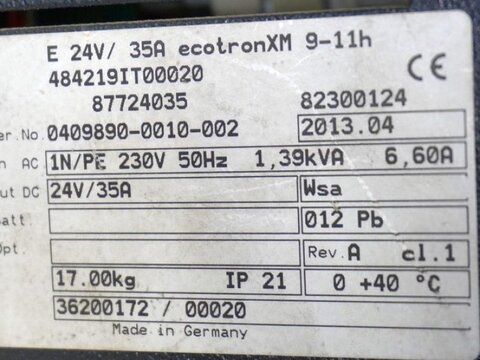 E 24V/ 35A ecotronXM 9-11h
484219IT00020 CE
87724035 82300124
er.No. 0409890-0010-002 2013.04
n AC 1N/PE 230V 50Hz 1,39kVA 6,60A
ut DC 24V/35A Wsa
att. 012 Pb
Opt. Rev. A cl.1
17.00kg IP 21 0 +40 °C
36200172 / 00020
Made in Germany